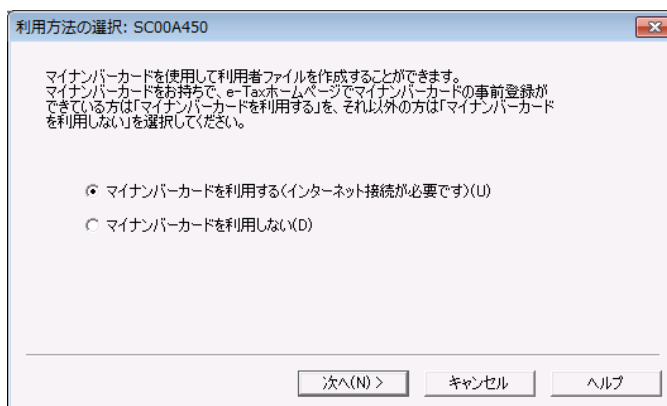 利用方法の選択: SC00A450
マイナンバーカードを使用して利用者ファイルを作成することができます。
マイナンバーカードをお持ちで、e-Taxホームページでマイナンバーカードの事前登録が
できている方は「マイナンバーカードを利用する」を、それ以外の方は「マイナンバーカード
を利用しない」を選択してください。
マイナンバーカードを利用する(インターネット接続が必要です)(U)
マイナンバーカードを利用しない(D)
次へ(N) >
キャンセル
ヘルプ